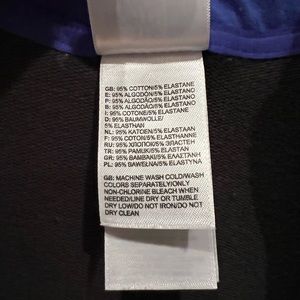 GB: 95% COTTON/5% ELASTANE
E: 95% ALGODÓN/5% ELASTANO
P: 95% ALGODÃO/5% ELASTANO
B: 95% ALGODÃO/5% ELASTANO
I: 95% COTONE/5% ELASTANE
D: 95% BAUMWOLLE/
5% ELASTHAN
NL: 95% KATOEN/5% ELASTAAN
F: 95% COTON/5% ÉLASTHANNE
RU: 95% ХЛОПОК/5% ЭЛАСТЕН
TR: 95% PAMUK/5% ELASTAN
GR: 95% ΒΑΜΒΑΚΙ/5% ΕΛΑΣΤΑΝΗ
PL: 95% BAWEŁNA/5% ELASTYNA
GB: MACHINE WASH COLD/WASH
COLORS SEPARATELY/ONLY
NON-CHLORINE BLEACH WHEN
NEEDED/LINE DRY OR TUMBLE
DRY LOW/DO NOT IRON/DO NOT
DRY CLEAN